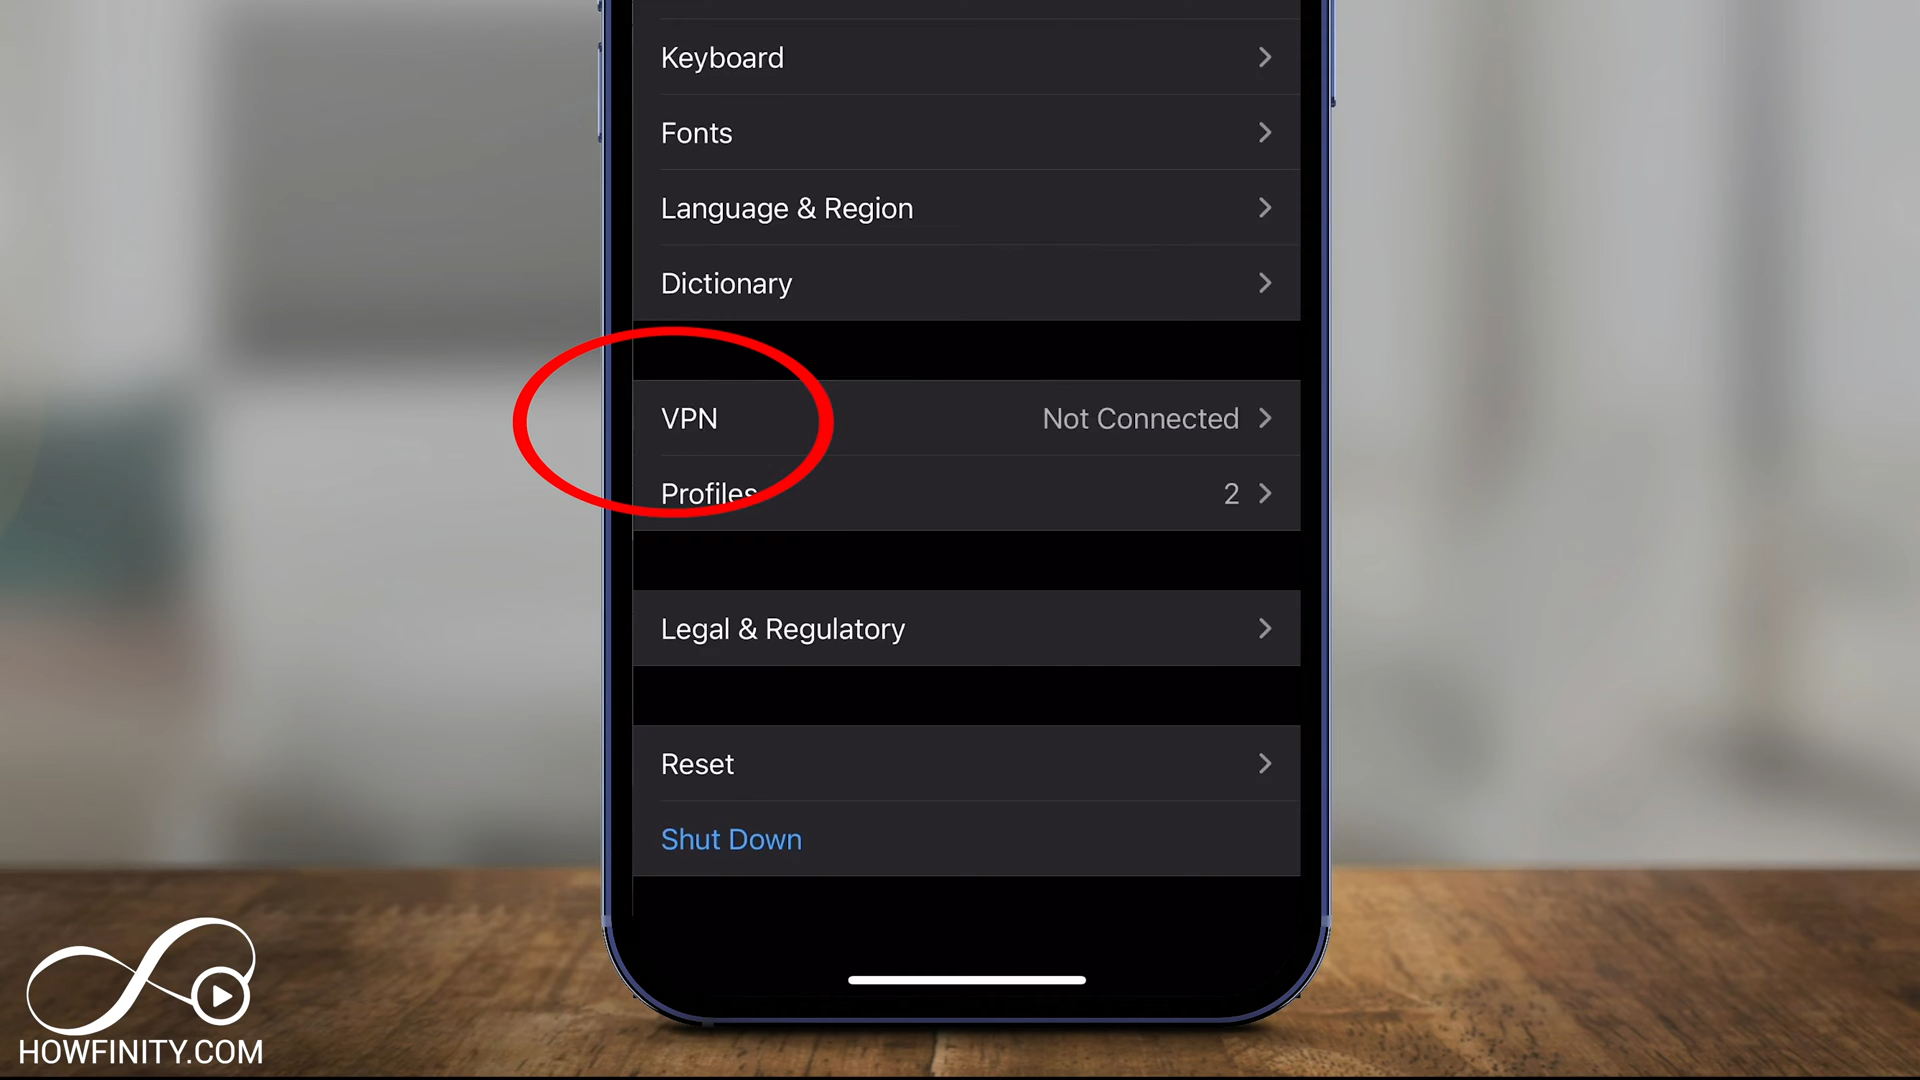 Keyboard
Fonts
Language & Region
Dictionary
VPN Not Connected
Profiles 2
Legal & Regulatory
Reset
Shut Down
HOWFINITY.COM